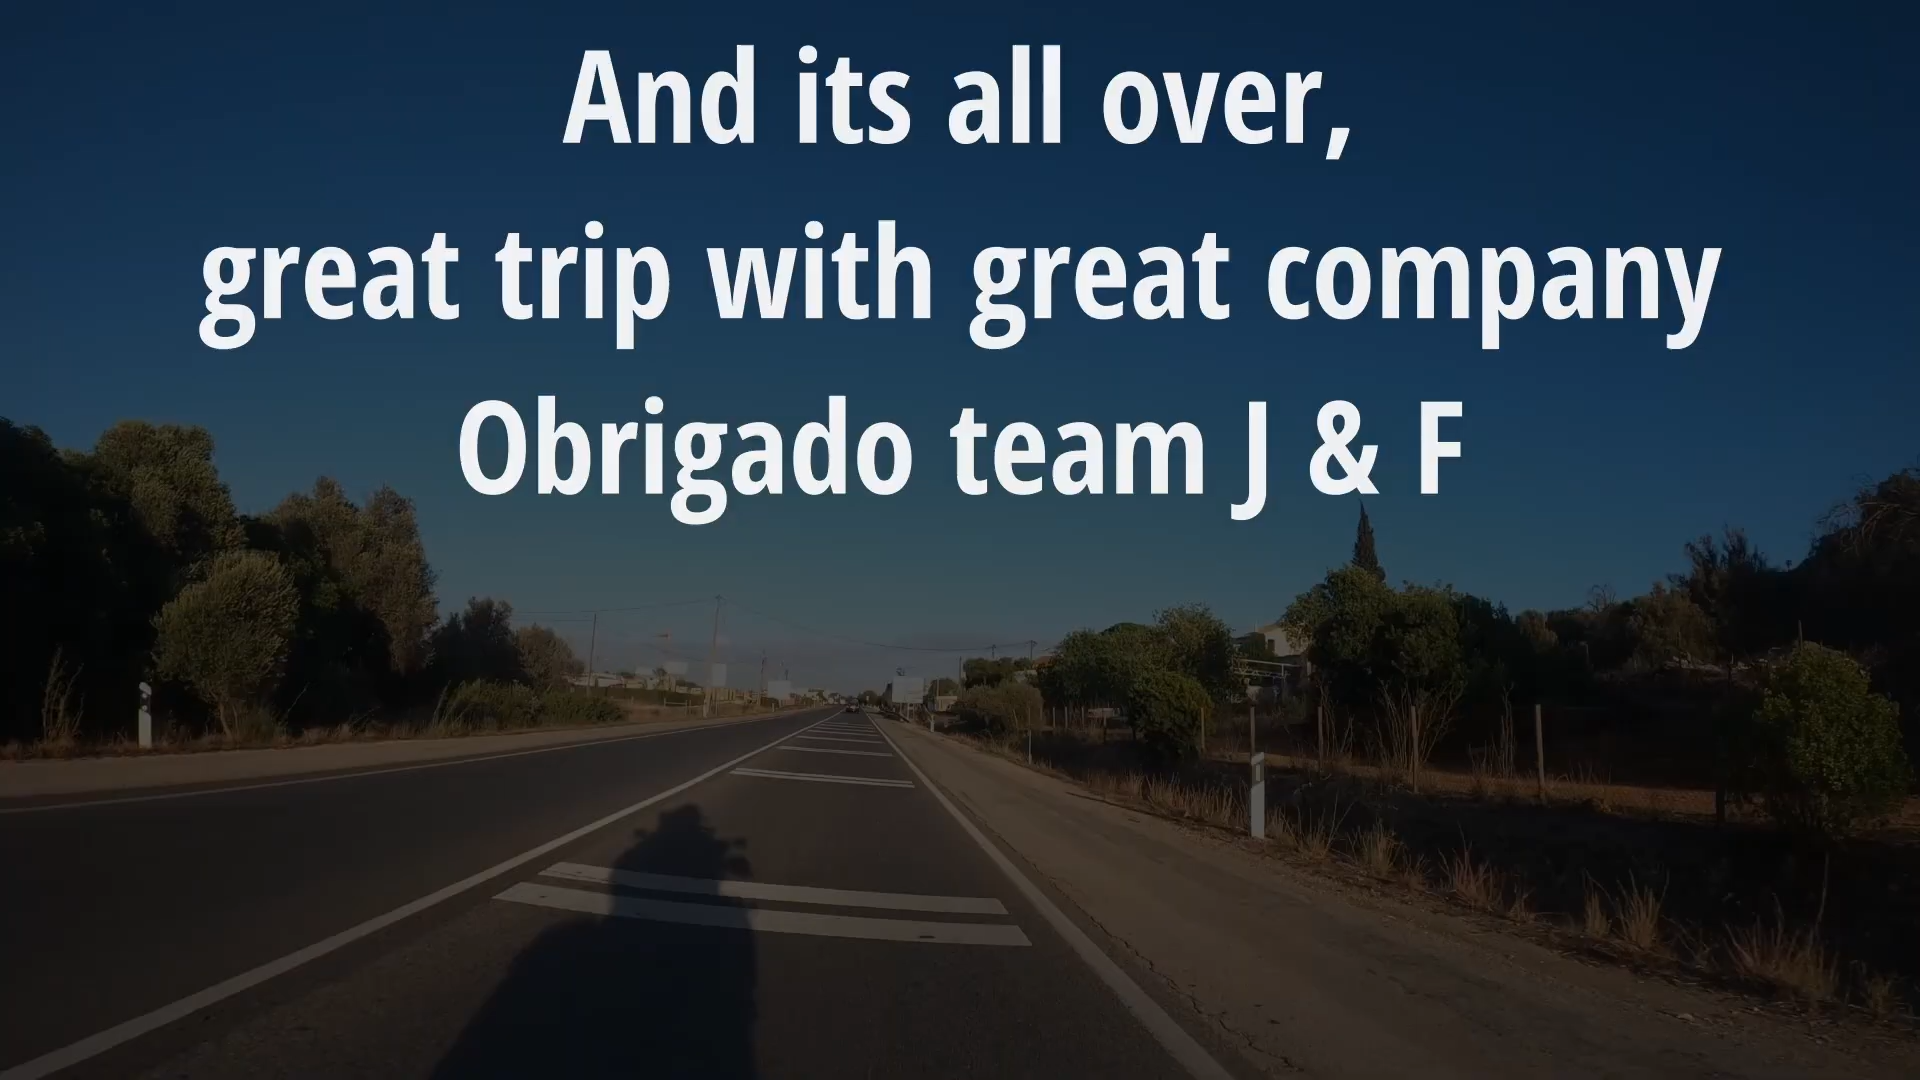 And its all over,
great trip with great company
Obrigado team J & F